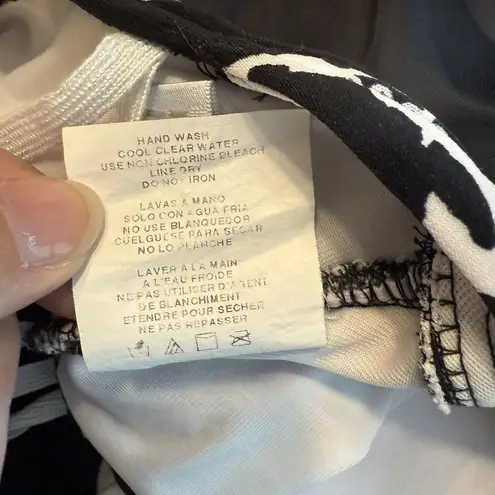 HAND WASH
COOL CLEAR WATER
USE NON CHLORINE BLEACH
LINE DRY
DO NOT IRON
LAVAS A MANO
SOLO CON AGUA FRIA
NO USE BLANQUEDOR
CUELGUESE PARA SECAR
NO LO PLANCHE
LAVER A LA MAIN
A L'EAU FROIDE
NE PAS UTILISER D'AGENT
DE BLANCHIMENT
ETENDRE POUR SECHER
NE PAS REPASSER